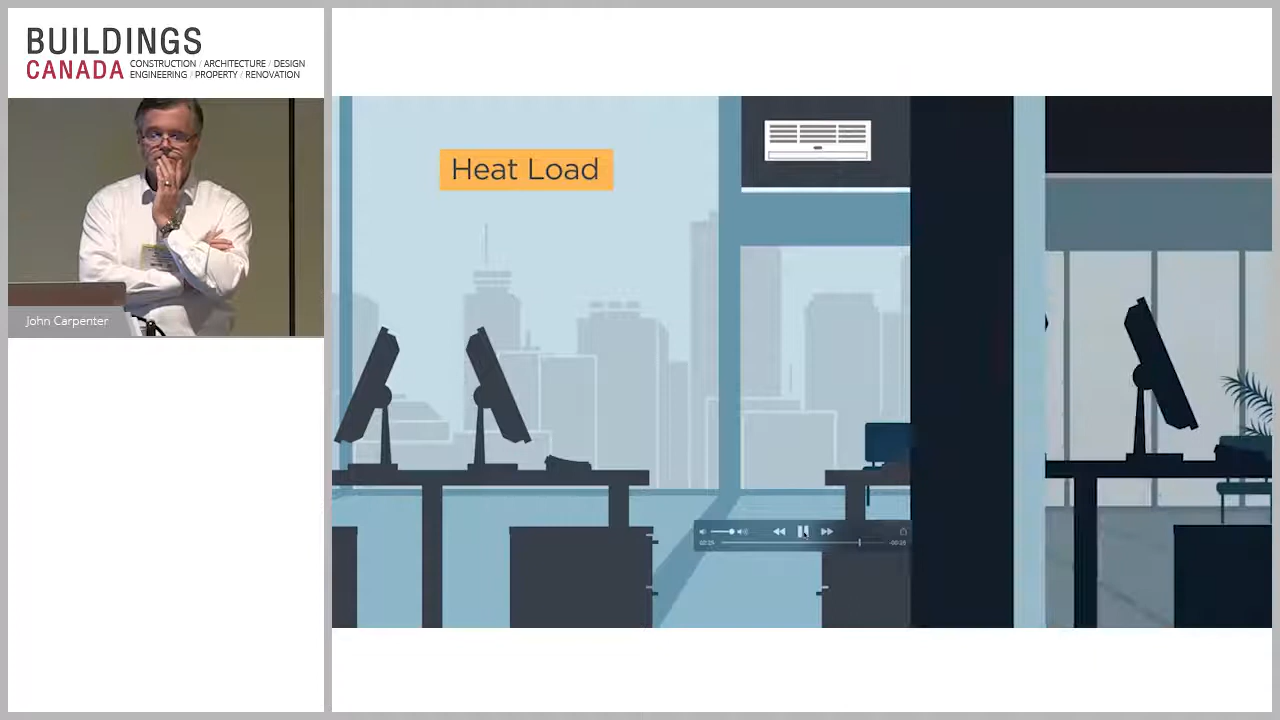 BUILDINGS
CANADA CONSTRUCTION / ARCHITECTURE / DESIGN
ENGINEERING / PROPERTY / RENOVATION
John Carpenter
Heat Load